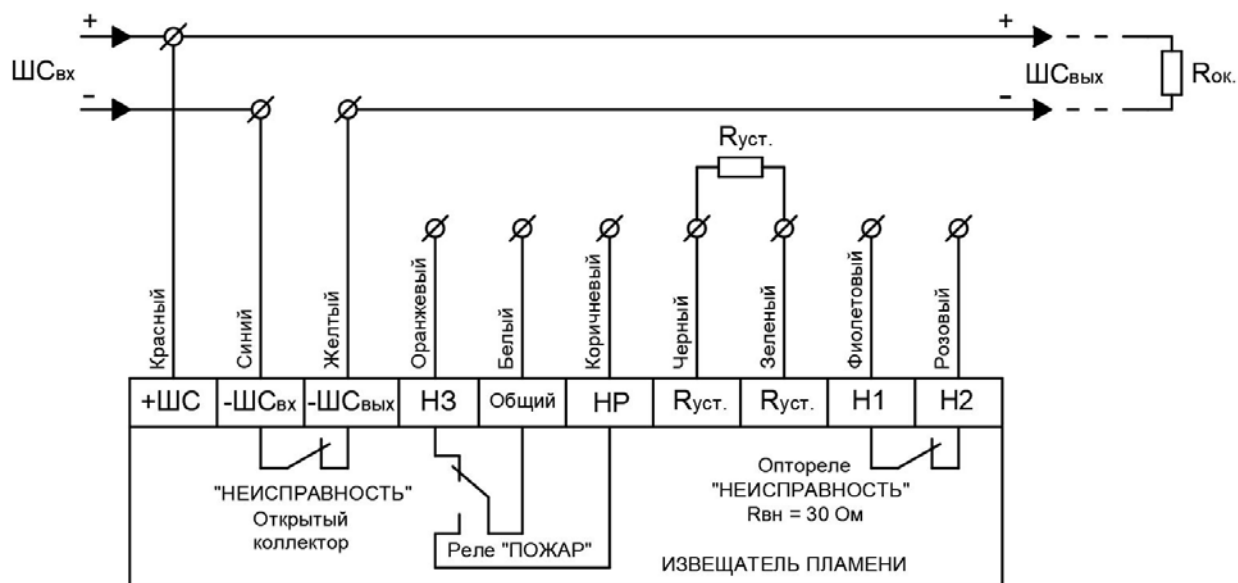 + +
ШСвх ШСвых Rок.
- -
Rуст.
Красный
Синий
Желтый
Оранжевый
Белый
Коричневый
Черный
Зеленый
Фиолетовый
Розовый
+ШС -ШСвх -ШСвых НЗ Общий НР Rуст. Rуст. Н1 Н2
"НЕИСПРАВНОСТЬ"
Открытый
коллектор
Реле "ПОЖАР"
Оптореле
"НЕИСПРАВНОСТЬ"
Rвн = 30 Ом
ИЗВЕЩАТЕЛЬ ПЛАМЕНИ